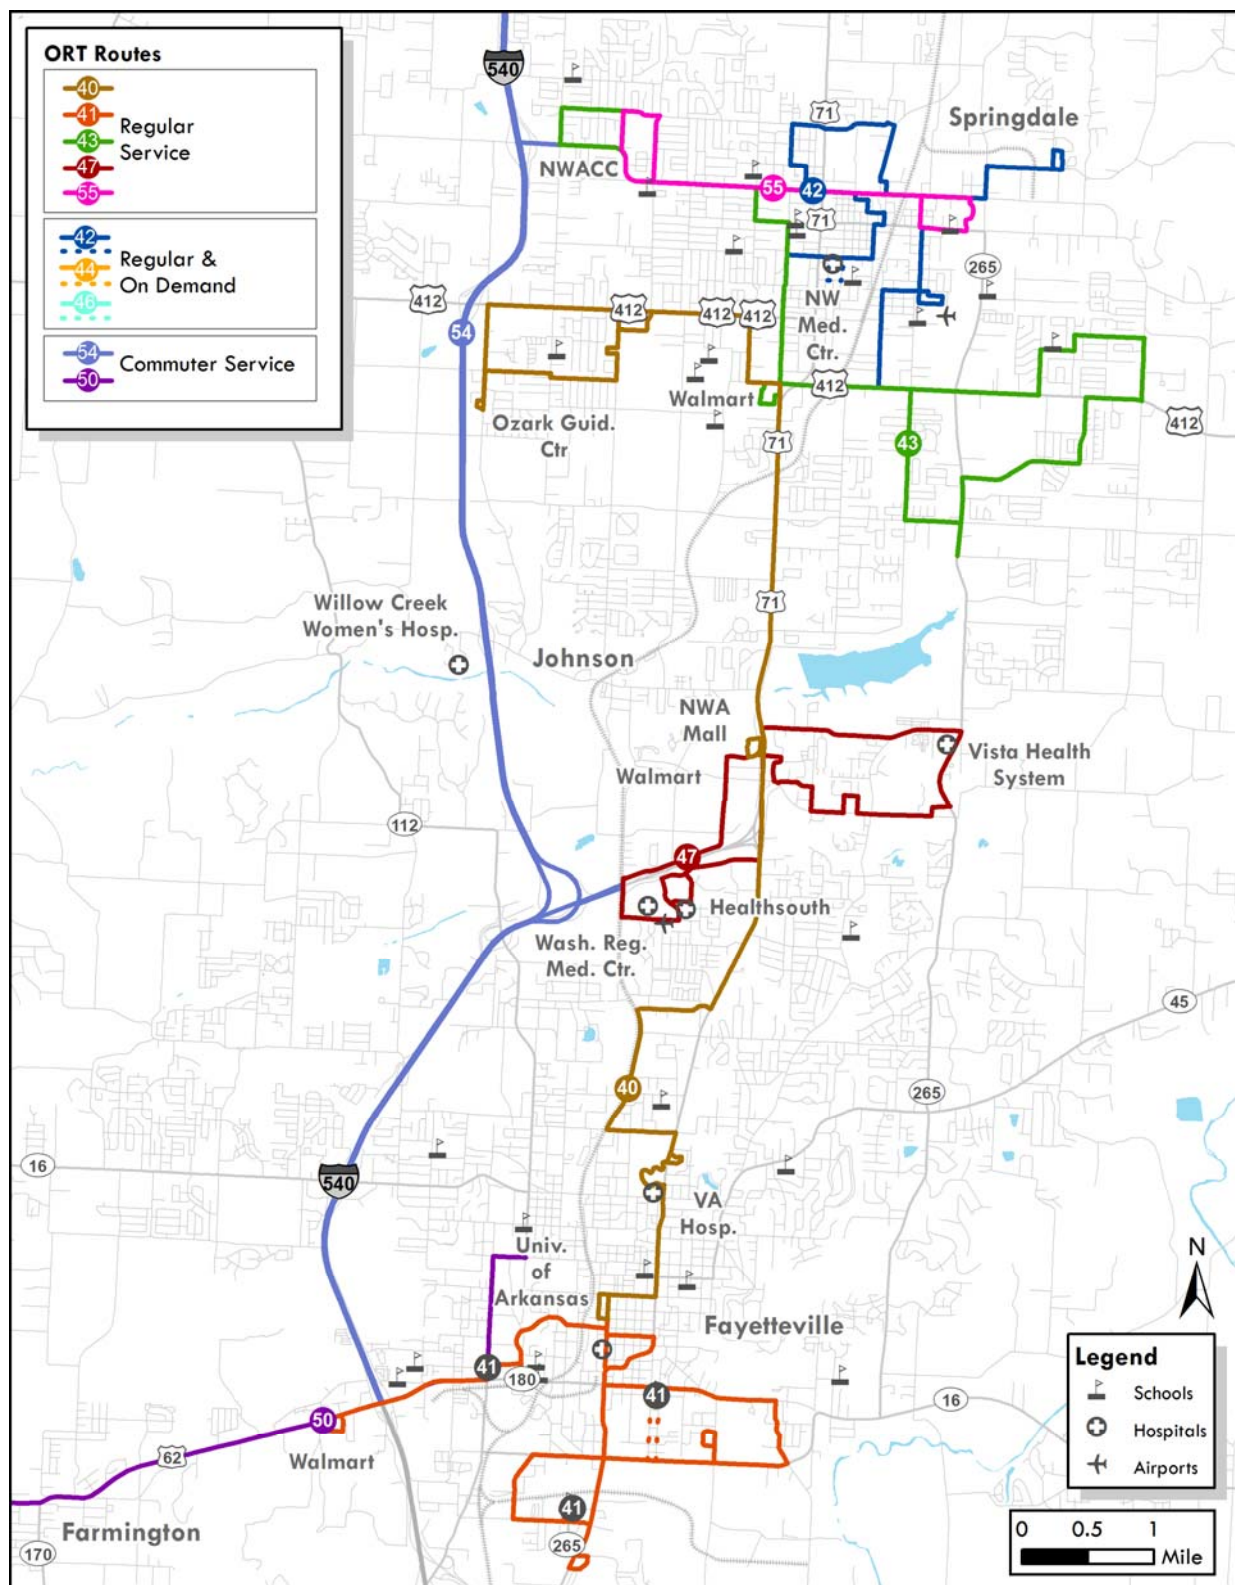 ORT Routes
40
41
43
47
55
Regular
Service
42
44
46
Regular &
On Demand
54
50
Commuter Service
540
71
Springdale
NWACC
55
42
71
265
412
412
412
412
54
NW
Med.
Ctr.
Walmart
412
412
Ozark Guid.
Ctr
71
43
71
Willow Creek
Women's Hosp.
Johnson
NWA
Mall
Walmart
Vista Health
System
112
47
Healthsouth
Wash. Reg.
Med. Ctr.
45
40
265
16
540
VA
Hosp.
Univ.
of
Arkansas
Fayetteville
N
41
180
41
16
50
Walmart
62
41
Farmington
265
170
Legend
Schools
Hospitals
Airports
0 0.5 1
Mile